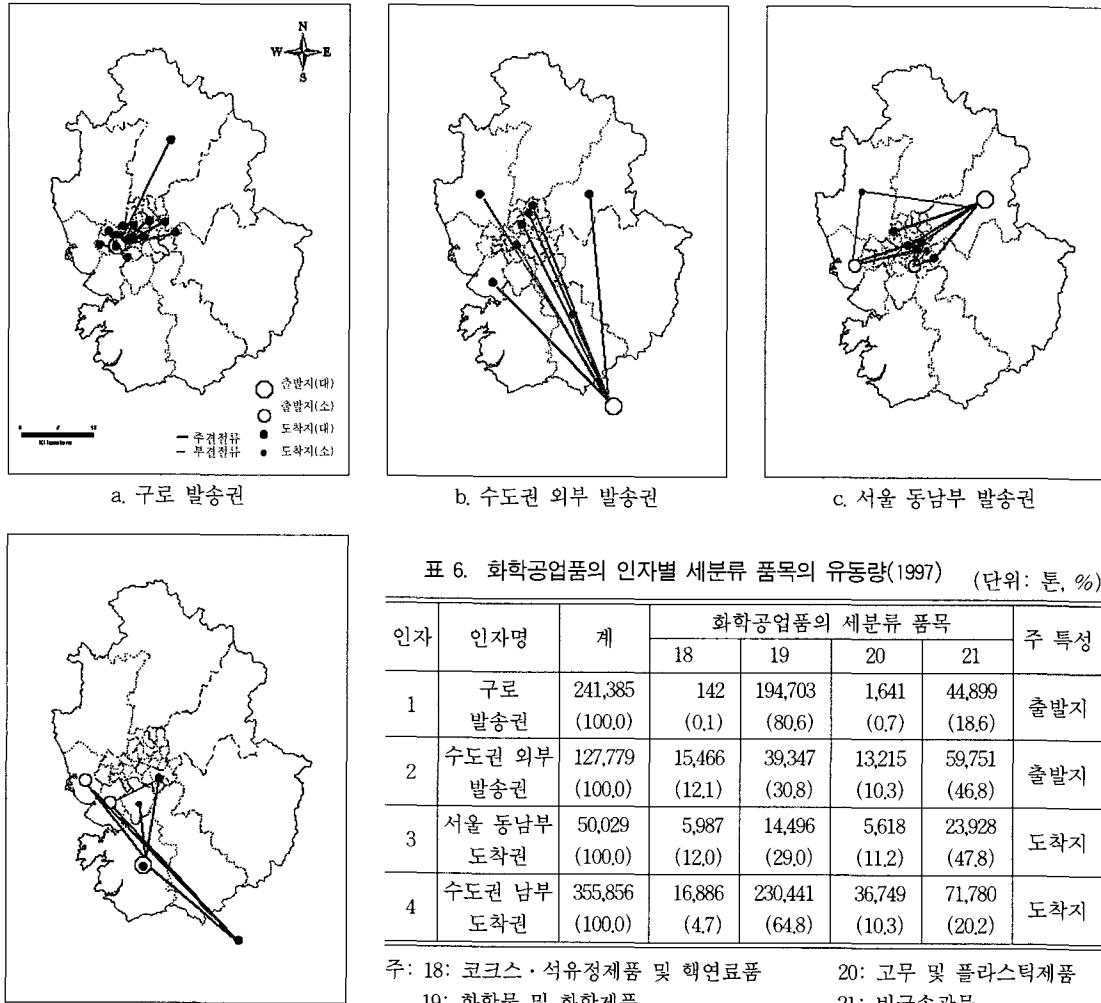 N
W E
S
출발지(대)
출발지(소)
도착지(대)
도착지(소)
주결절류
부결절류
a. 구로 발송권
b. 수도권 외부 발송권
c. 서울 동남부 발송권
표 6. 화학공업품의 인자별 세분류 품목의 유동량(1997) (단위: 톤, %)
인자 인자명 계 화학공업품의 세분류 품목 주 특성
18 19 20 21
1 구로 발송권 241,385 142 194,703 1,641 44,899 출발지
(100.0) (0.1) (80.6) (0.7) (18.6)
2 수도권 외부 발송권 127,779 15,466 39,347 13,215 59,751 출발지
(100.0) (12.1) (30.8) (10.3) (46.8)
3 서울 동남부 도착권 50,029 5,987 14,496 5,618 23,928 도착지
(100.0) (12.0) (29.0) (11.2) (47.8)
4 수도권 남부 도착권 355,856 16,886 230,441 36,749 71,780 도착지
(100.0) (4.7) (64.8) (10.3) (20.2)
주: 18: 코크스·석유정제품 및 핵연료품 20: 고무 및 플라스틱제품